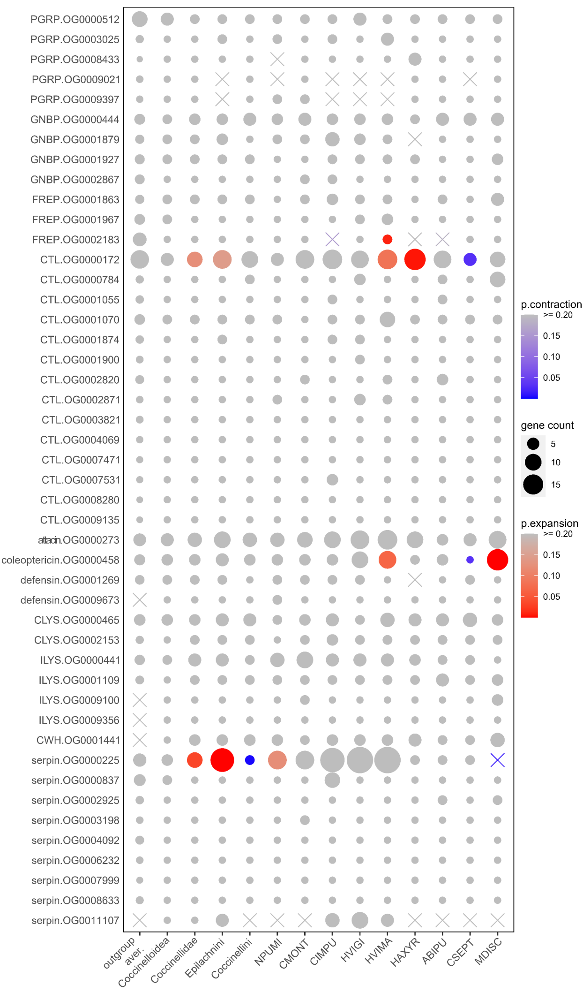 PGRP.OG0000512
PGRP.OG0003025
PGRP.OG0008433
PGRP.OG0009021
PGRP.OG0009397
GNBP.OG0000444
GNBP.OG0001879
GNBP.OG0001927
GNBP.OG0002867
FREP.OG0001863
FREP.OG0001967
FREP.OG0002183
CTL.OG0000172
CTL.OG0000784
CTL.OG0001055
CTL.OG0001070
CTL.OG0001874
CTL.OG0001900
CTL.OG0002820
CTL.OG0002871
CTL.OG0003821
CTL.OG0004069
CTL.OG0007471
CTL.OG0007531
CTL.OG0008280
CTL.OG0009135
attacin.OG0000273
coleoptericin.OG0000458
defensin.OG0001269
defensin.OG0009673
CLYS.OG0000465
CLYS.OG0002153
ILYS.OG0000441
ILYS.OG0001109
ILYS.OG0009100
ILYS.OG0009356
CWH.OG0001441
serpin.OG0000225
serpin.OG0000837
serpin.OG0002925
serpin.OG0003198
serpin.OG0004092
serpin.OG0006232
serpin.OG0007999
serpin.OG0008633
serpin.OG0011107
outgroup
aver.
Coccinelloidea
Coccinellidae
Epilachnini
Coccinellini
NPUMI
CMONT
CIMPU
HVIGI
HVIMA
HAXYR
ABIPU
CSEPT
MDISC
p.contraction
>= 0.20
0.15
0.10
0.05
gene count
5
10
15
p.expansion
>= 0.20
0.15
0.10
0.05